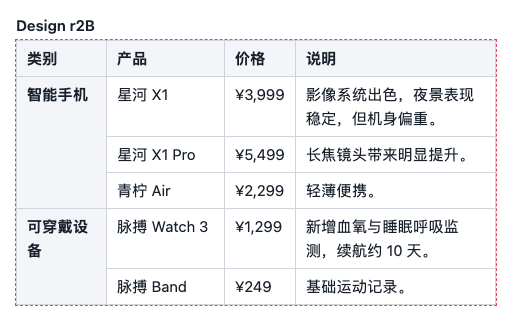 Design r2B
类别 产品 价格 说明
智能手机 星河 X1 ¥3,999 影像系统出色，夜景表现
稳定，但机身偏重。
星河 X1 Pro ¥5,499 长焦镜头带来明显提升。
青柠 Air ¥2,299 轻薄便携。
可穿戴设 脉搏 Watch 3 ¥1,299 新增血氧与睡眠呼吸监
备 测，续航约 10 天。
脉搏 Band ¥249 基础运动记录。